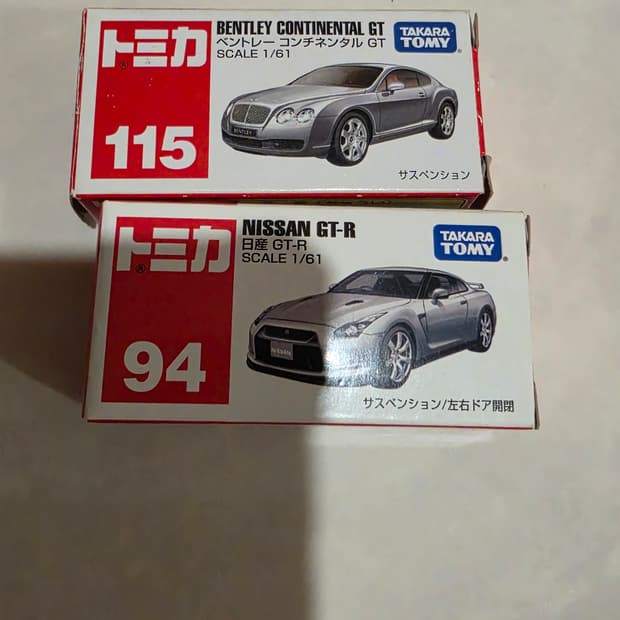 トミカ®
115
BENTLEY CONTINENTAL GT
ベントレー コンチネンタル GT
SCALE 1/61
TAKARA
TOMY
BENTLEY
サスペンション
トミカ®
94
NISSAN GT-R
日産 GT-R
SCALE 1/61
TAKARA
TOMY
NISSAN
サスペンション/左右ドア開閉